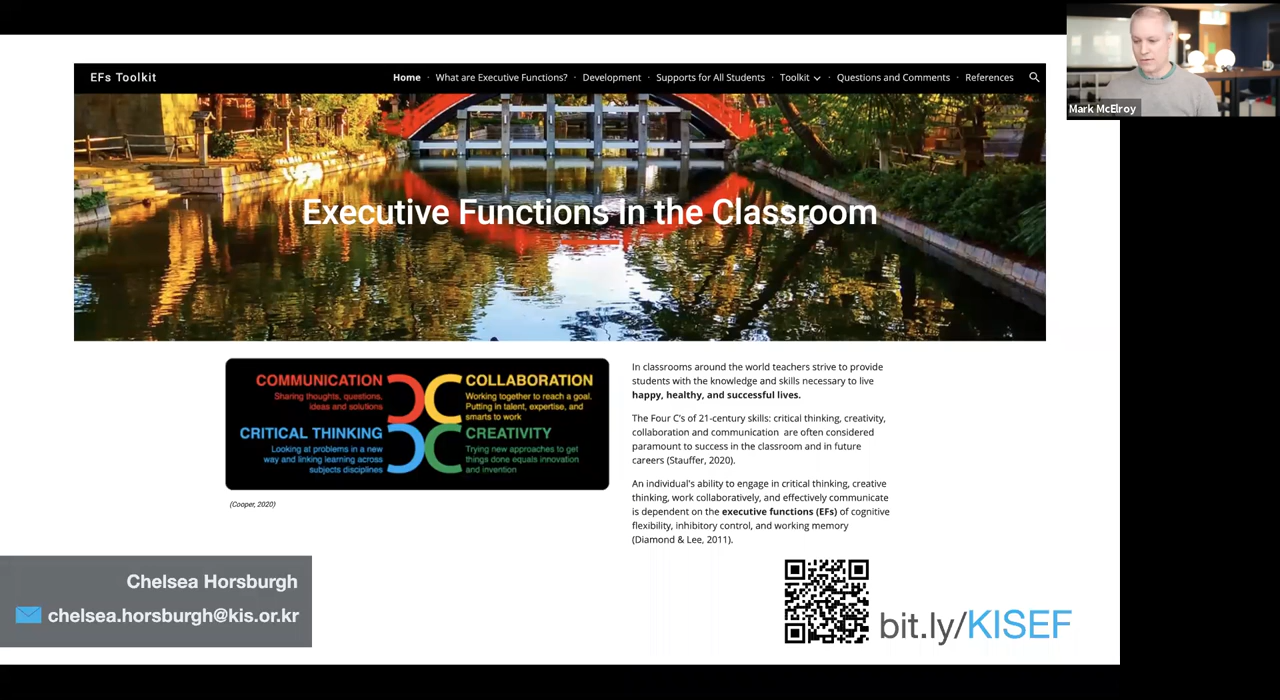 EFs Toolkit
Home · What are Executive Functions? · Development · Supports for All Students · Toolkit · Questions and Comments · References
Mark McElroy
Executive Functions in the Classroom
COMMUNICATION
Sharing thoughts, questions,
ideas and solutions
COLLABORATION
Working together to reach a goal.
Putting in talent, expertise, and
smarts to work
CRITICAL THINKING
Looking at problems in a new
way and linking learning across
subjects disciplines
CREATIVITY
Trying new approaches to get
things done equals innovation
and invention
(Cooper, 2020)
In classrooms around the world teachers strive to provide
students with the knowledge and skills necessary to live
happy, healthy, and successful lives.
The Four C's of 21-century skills: critical thinking, creativity,
collaboration and communication are often considered
paramount to success in the classroom and in future
careers (Stauffer, 2020).
An individual's ability to engage in critical thinking, creative
thinking, work collaboratively, and effectively communicate
is dependent on the executive functions (EFs) of cognitive
flexibility, inhibitory control, and working memory
(Diamond & Lee, 2011).
Chelsea Horsburgh
chelsea.horsburgh@kis.or.kr
bit.ly/KISEF